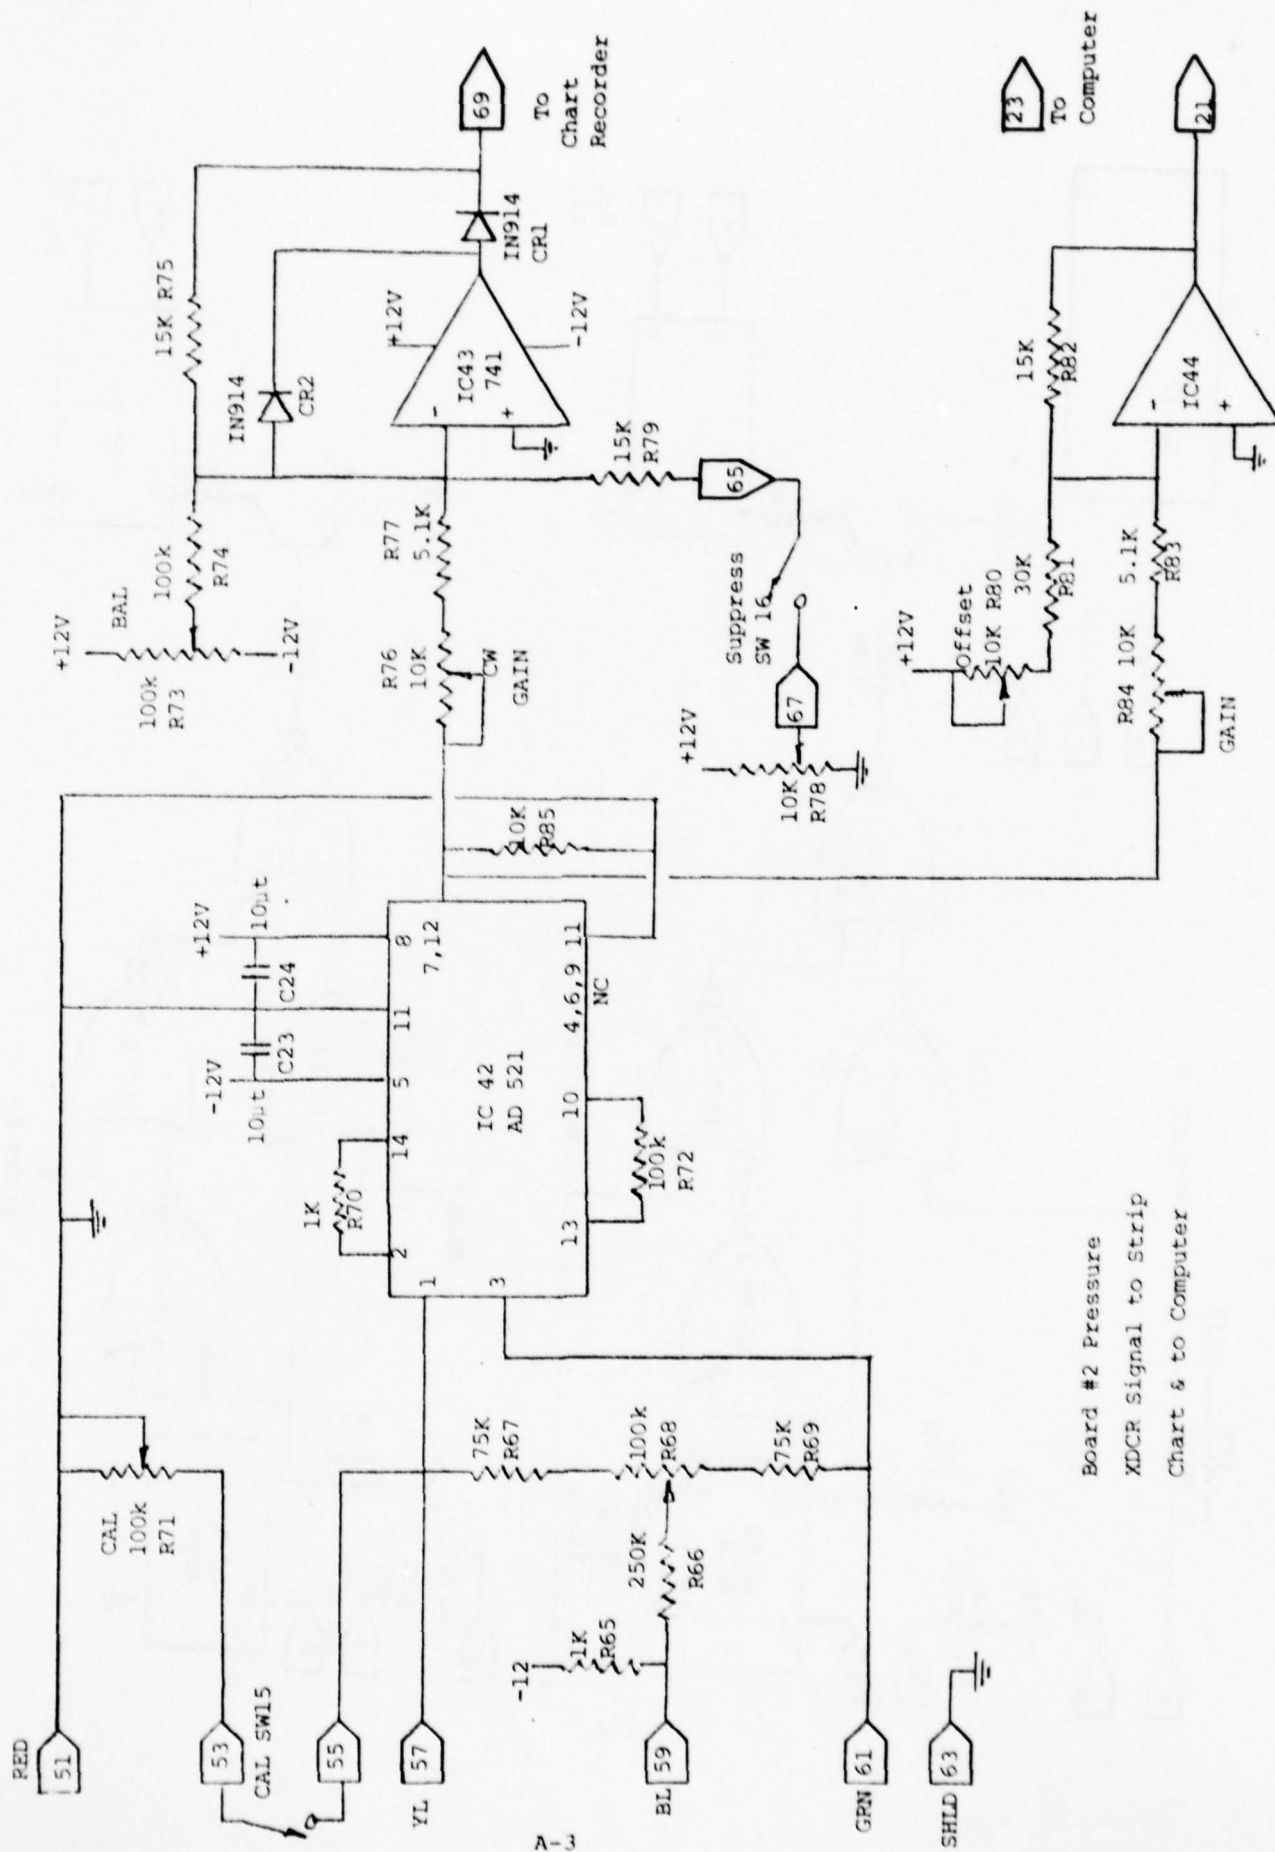 RED
51
CAL
100k
R71
53
CAL SW15
55
YL
57
-12
1K
R65
BL
59
250K
R66
75K
R67
100k
R68
75K
R69
GRN
61
SHLD
63
1K
R70
-12V
10μt
C23
+12V
10μt
C24
2
14
5
11
8
1
7,12
IC 42
AD 521
3
13
10
4,6,9
NC
11
100k
R72
10K
R85
+12V
BAL
100k
R73
-12V
100k
R74
15K R75
IN914
CR2
R76
10K
CW
GAIN
R77
5.1K
+12V
-
IC43
741
+
-12V
IN914
CR1
69
To
Chart
Recorder
15K
R79
65
Suppress
SW 16
67
+12V
10K
R78
+12V
Offset
10K R80
30K
R81
15K
R82
R84 10K
GAIN
5.1K
R83
-
IC44
+
23
To
Computer
21
Board #2 Pressure
XDCR Signal to Strip
Chart & to Computer
A-3